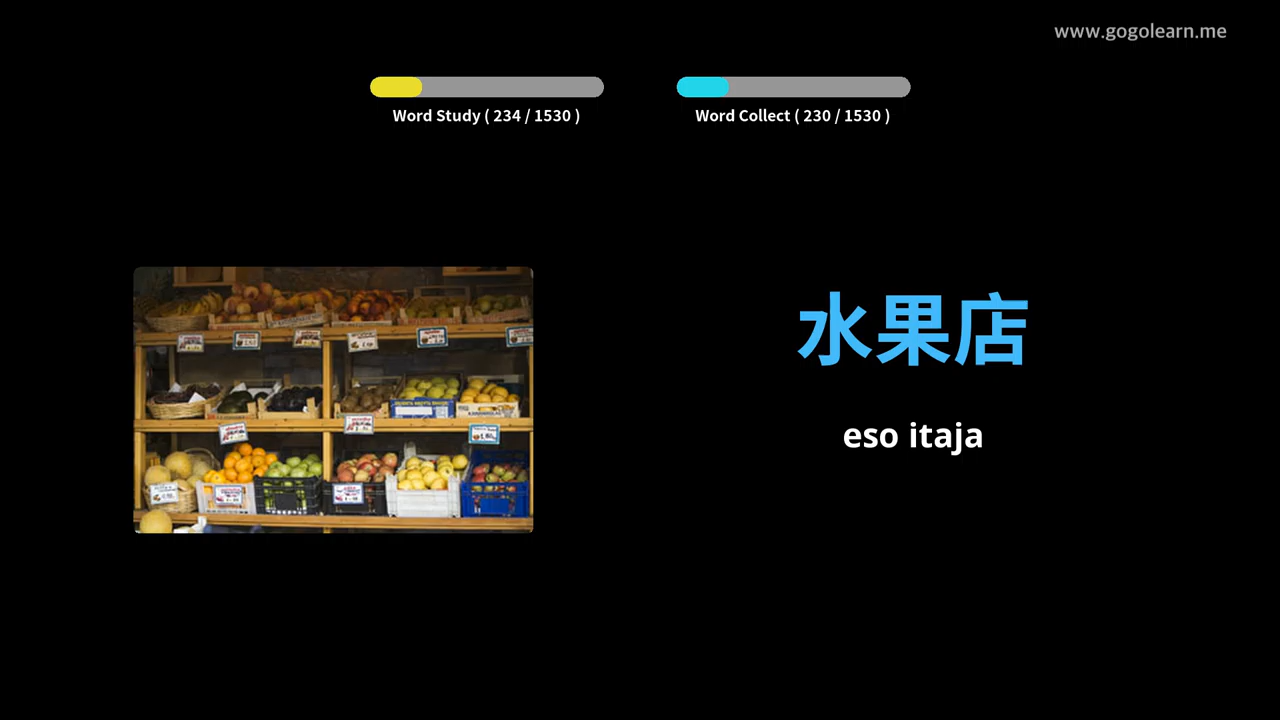 www.gogolearn.me
Word Study ( 234 / 1530 )
Word Collect ( 230 / 1530 )
水果店
eso itaja